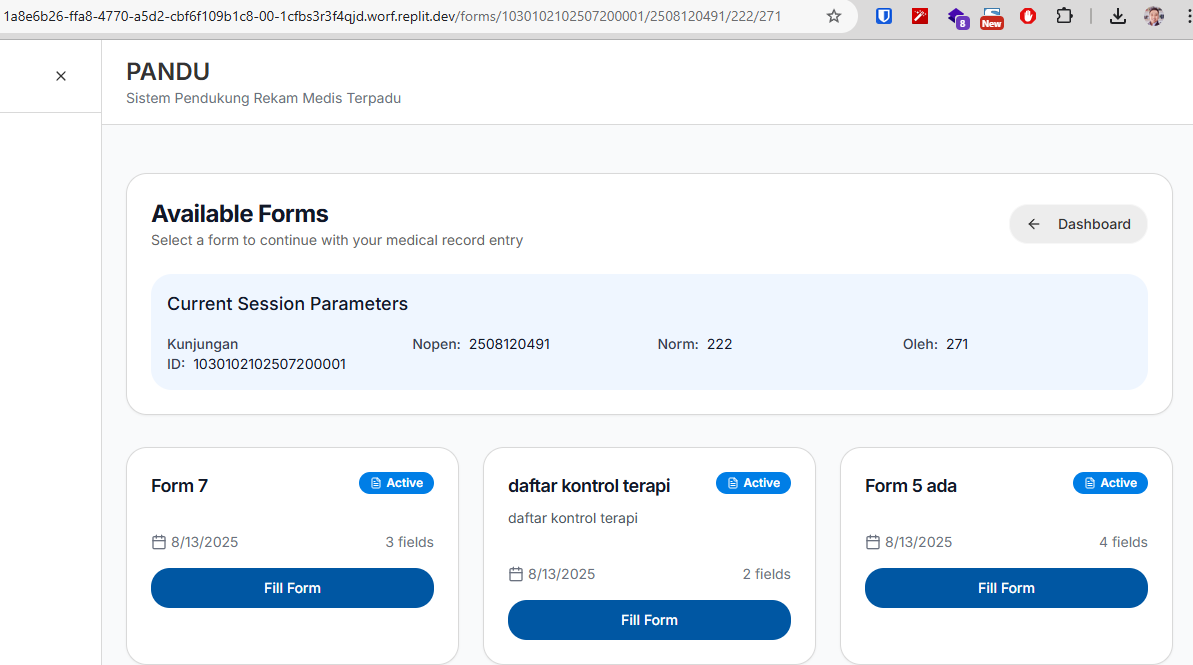 1a8e6b26-ffa8-4770-a5d2-cbf6f109b1c8-00-1cfbs3r3f4qjd.worf.replit.dev/forms/1030102102507200001/2508120491/222/271
8
New
PANDU
Sistem Pendukung Rekam Medis Terpadu
Available Forms
Select a form to continue with your medical record entry
Dashboard
Current Session Parameters
Kunjungan
ID: 1030102102507200001
Nopen: 2508120491
Norm: 222
Oleh: 271
Form 7
Active
8/13/2025
3 fields
Fill Form
daftar kontrol terapi
Active
daftar kontrol terapi
8/13/2025
2 fields
Fill Form
Form 5 ada
Active
8/13/2025
4 fields
Fill Form